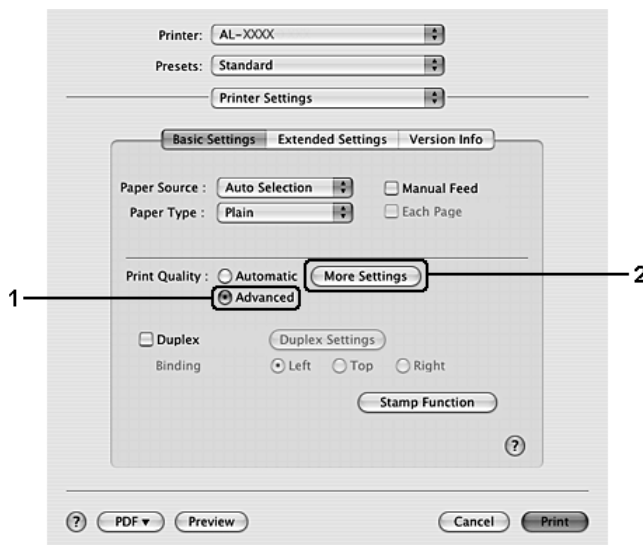 Printer: AL-XXXX
Presets: Standard
Printer Settings
Basic Settings Extended Settings Version Info
Paper Source : Auto Selection Manual Feed
Paper Type : Plain Each Page
Print Quality : Automatic More Settings 2
1 Advanced
Duplex Duplex Settings
Binding Left Top Right
Stamp Function
?
? PDF▼ Preview Cancel Print